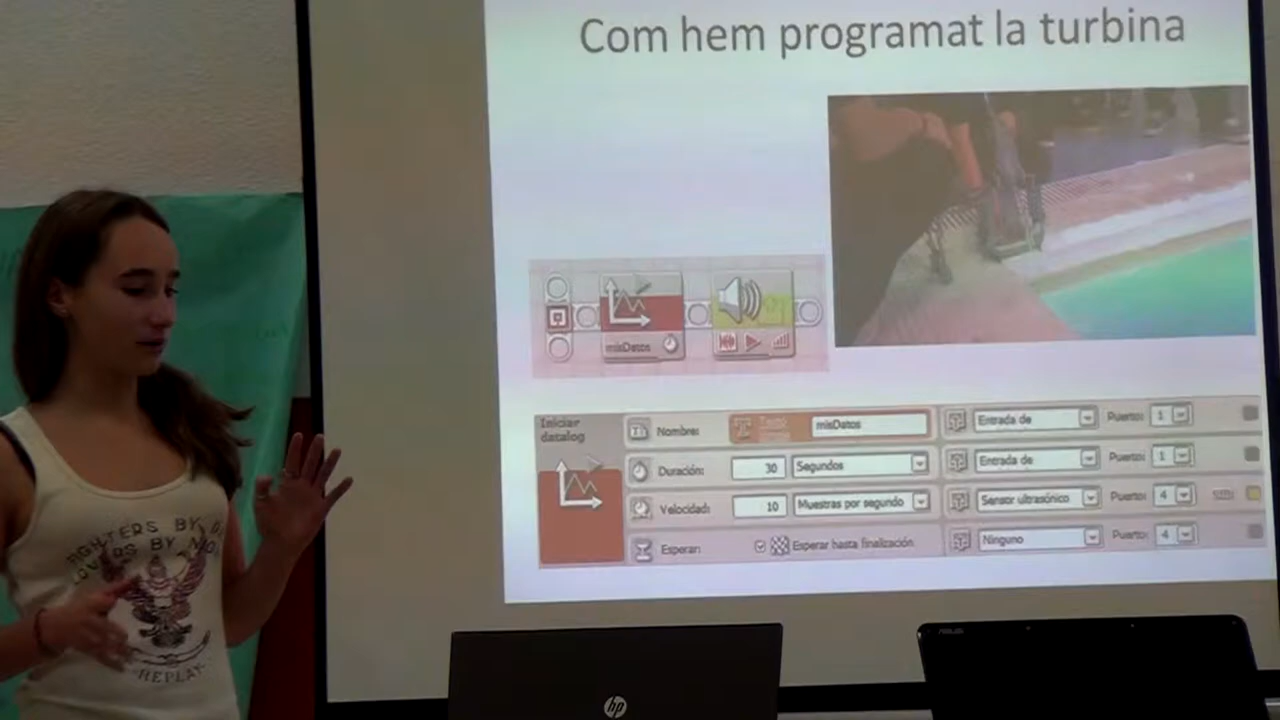 Com hem programat la turbina
misDatos
Iniciar datalog
Nombre:
misDatos
Entrada de
Puerto: 1
Duración: 30 Segundos
Entrada de
Puerto: 1
Velocidad: 10 Muestras por segundo
Sensor ultrasónico
Puerto: 4
Esperar: Esperar hasta finalización
Ninguno
Puerto: 4
FIGHTERS BY
LOVERS BY
REPLAY
hp
ASUS